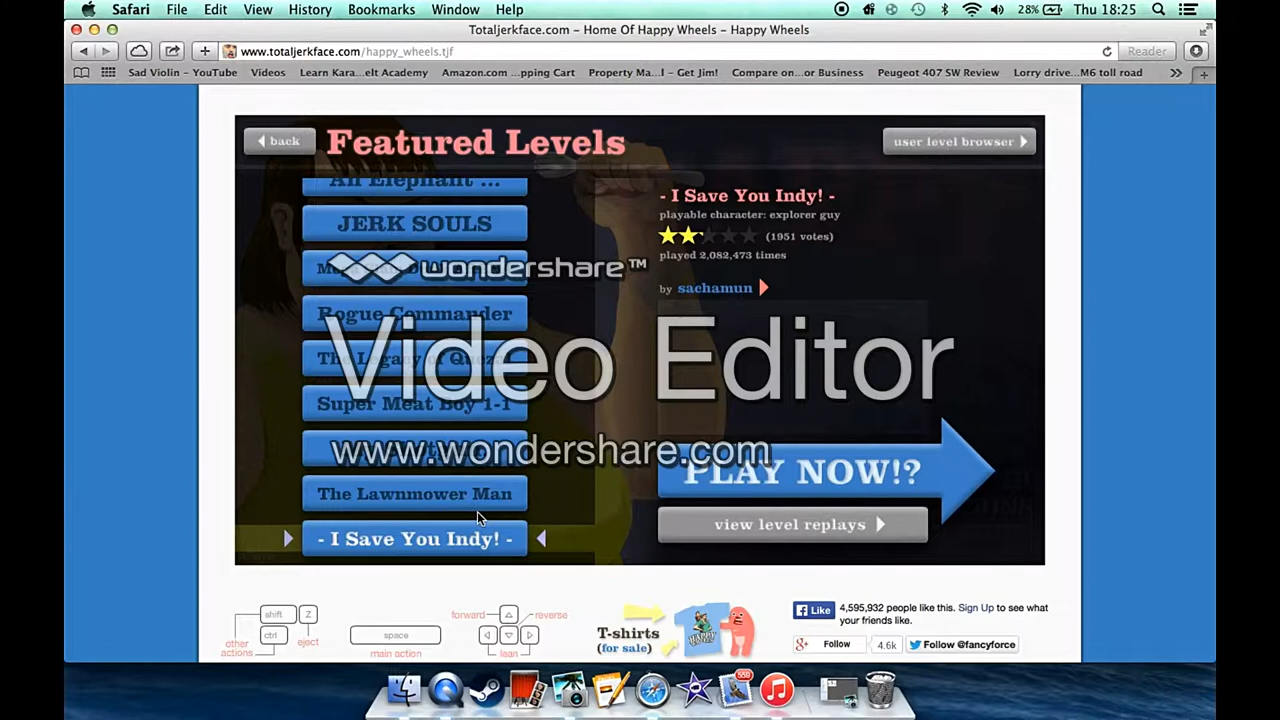 Safari File Edit View History Bookmarks Window Help 28% Thu 18:25
Totaljerkface.com – Home Of Happy Wheels – Happy Wheels
www.totaljerkface.com/happy_wheels.tjf Reader
Sad Violin – YouTube Videos Learn Kara...elt Academy Amazon.com ...pping Cart Property Ma...l – Get Jim! Compare on...or Business Peugeot 407 SW Review Lorry drive...M6 toll road
back Featured Levels user level browser
An Elephant ...
JERK SOULS
- I Save You Indy! -
playable character: explorer guy
(1951 votes)
played 2,082,473 times
by sachamun
wondershare™
Rogue Commander
Video Editor
The Legacy of
Super Meat Boy 1-1
www.wondershare.com
PLAY NOW!?
The Lawnmower Man
view level replays
- I Save You Indy! -
shift Z
ctrl
eject
other
actions
space
main action
forward reverse
lean
T-shirts
(for sale)
Like 4,595,932 people like this. Sign Up to see what
your friends like.
Follow 4.6k Follow @fancyforce
550